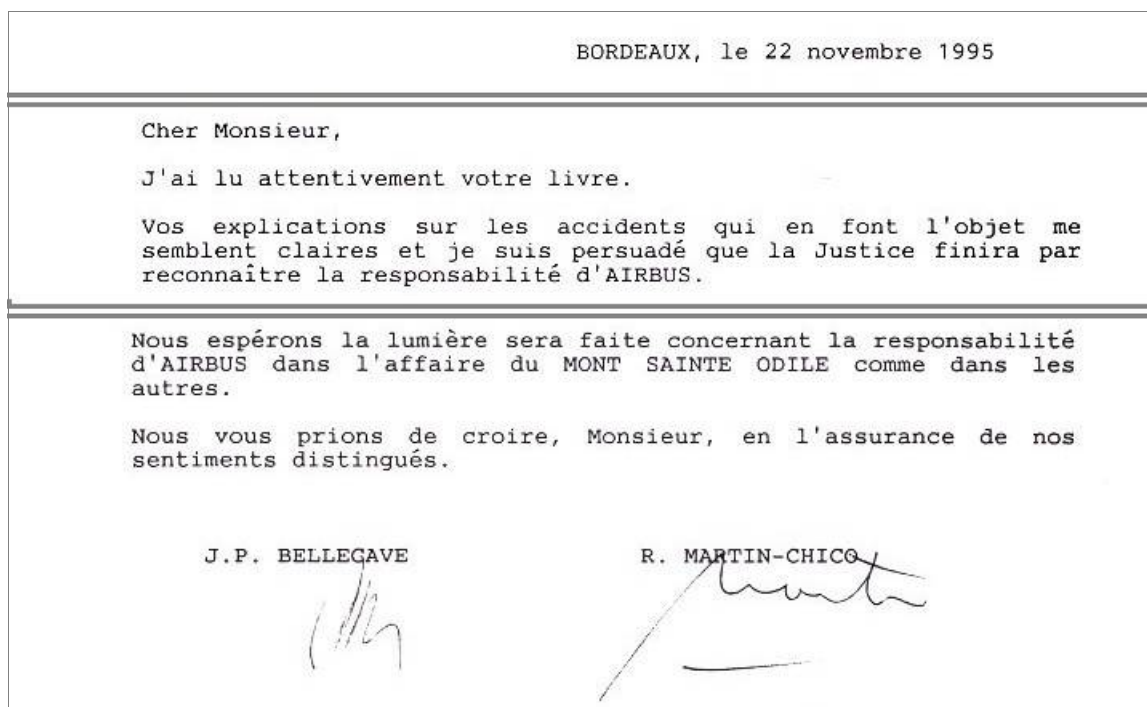 BORDEAUX, le 22 novembre 1995
Cher Monsieur,
J'ai lu attentivement votre livre.
Vos explications sur les accidents qui en font l'objet me
semblent claires et je suis persuadé que la Justice finira par
reconnaître la responsabilité d'AIRBUS.
Nous espérons la lumière sera faite concernant la responsabilité
d'AIRBUS dans l'affaire du MONT SAINTE ODILE comme dans les
autres.
Nous vous prions de croire, Monsieur, en l'assurance de nos
sentiments distingués.
J.P. BELLEGAVE R. MARTIN-CHICO